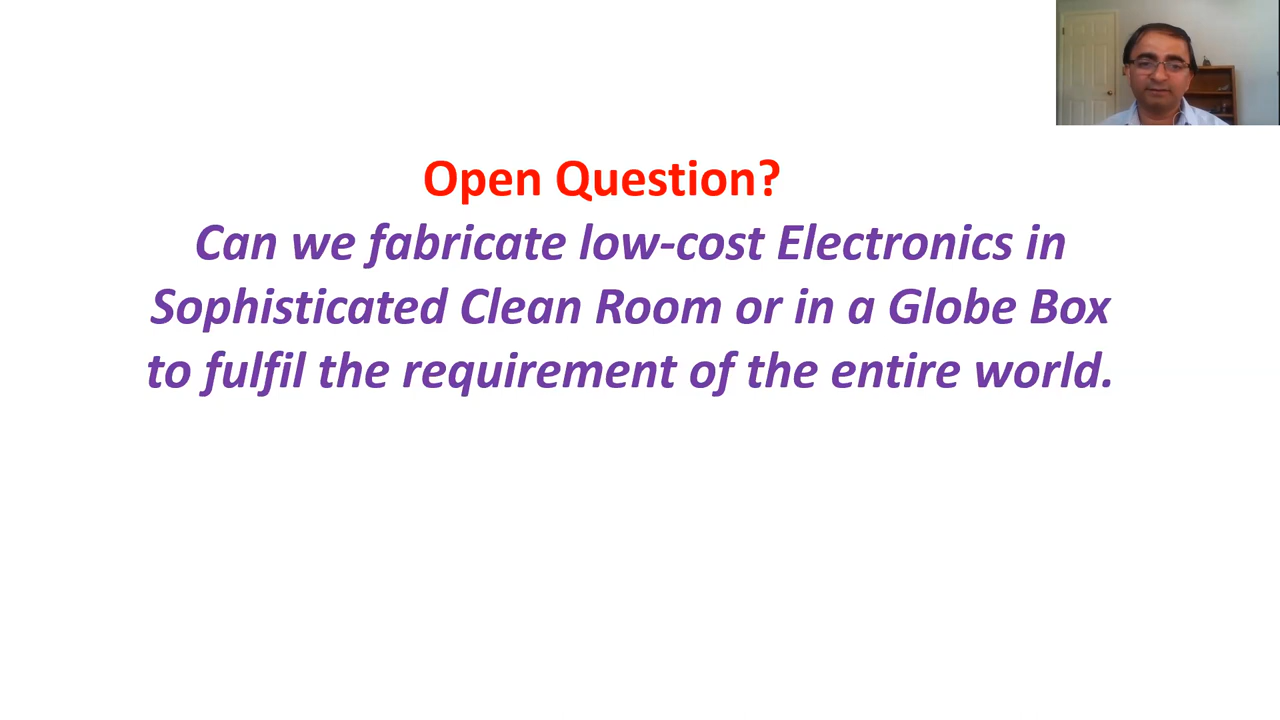 Open Question?
Can we fabricate low-cost Electronics in
Sophisticated Clean Room or in a Globe Box
to fulfil the requirement of the entire world.